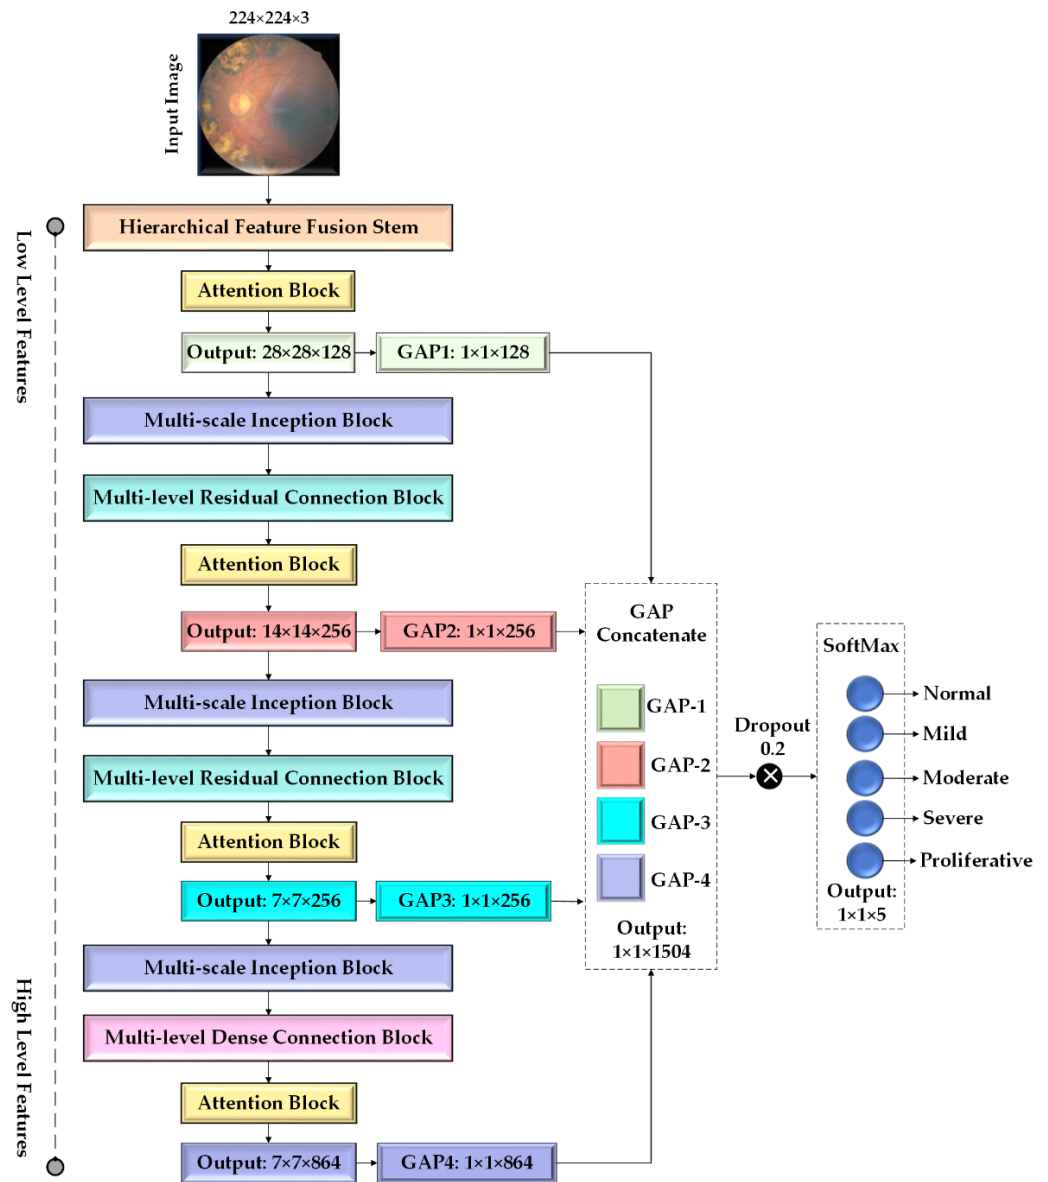 224×224×3
Input Image
Hierarchical Feature Fusion Stem
Low Level Features
Attention Block
Output: 28×28×128
GAP1: 1×1×128
Multi-scale Inception Block
Multi-level Residual Connection Block
Attention Block
Output: 14×14×256
GAP2: 1×1×256
Multi-scale Inception Block
Multi-level Residual Connection Block
Attention Block
Output: 7×7×256
GAP3: 1×1×256
Multi-scale Inception Block
High Level Features
Multi-level Dense Connection Block
Attention Block
Output: 7×7×864
GAP4: 1×1×864
GAP
Concatenate
GAP-1
GAP-2
GAP-3
GAP-4
Output:
1×1×1504
Dropout
0.2
SoftMax
Normal
Mild
Moderate
Severe
Proliferative
Output:
1×1×5